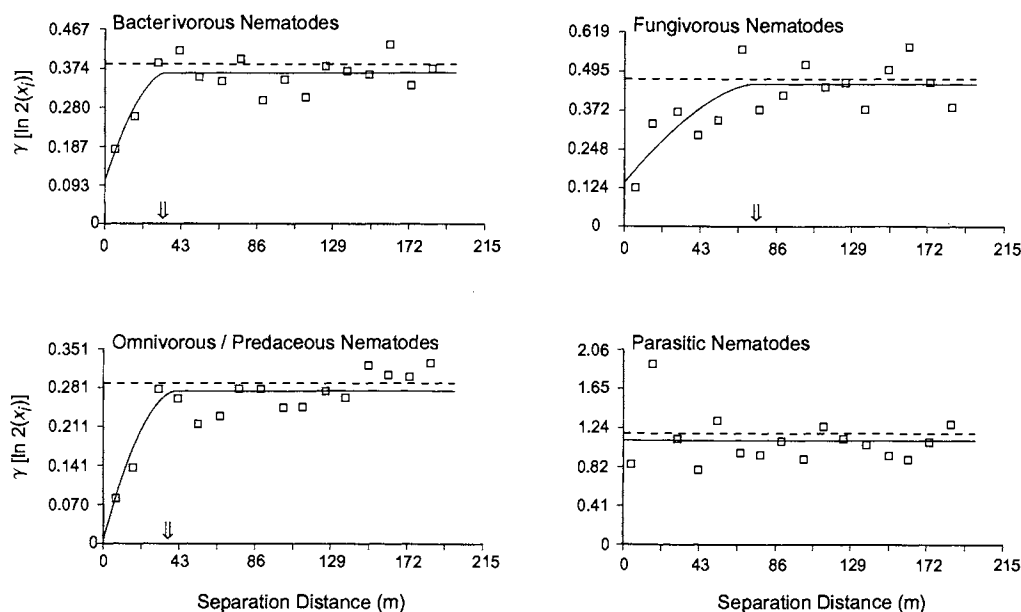 Bacterivorous Nematodes
γ [ln 2(xi)]
0.467
0.374
0.280
0.187
0.093
0
0 43 86 129 172 215
Fungivorous Nematodes
0.619
0.495
0.372
0.248
0.124
0
0 43 86 129 172 215
Omnivorous / Predaceous Nematodes
γ [ln 2(xi)]
0.351
0.281
0.211
0.141
0.070
0
0 43 86 129 172 215
Separation Distance (m)
Parasitic Nematodes
2.06
1.65
1.24
0.82
0.41
0
0 43 86 129 172 215
Separation Distance (m)